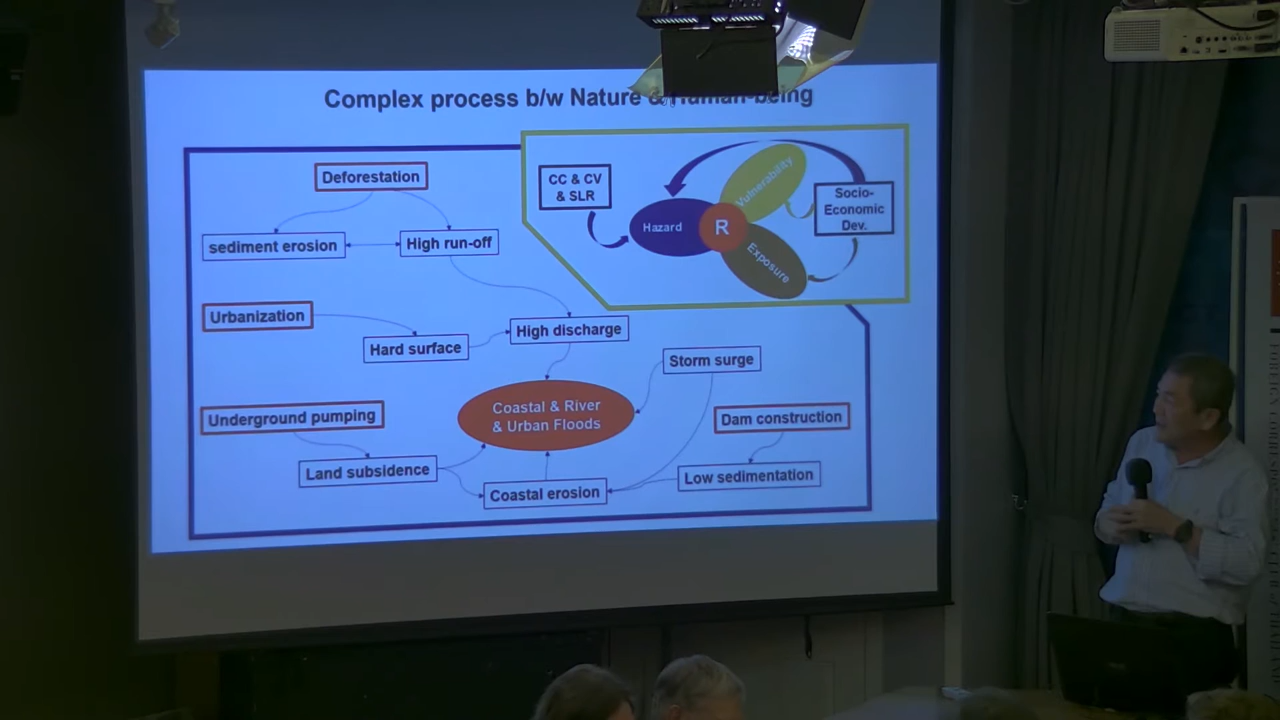 Complex process b/w Nature & Human-being
Deforestation
sediment erosion
High run-off
Urbanization
Hard surface
High discharge
Underground pumping
Land subsidence
Coastal & River
& Urban Floods
Coastal erosion
Storm surge
Dam construction
Low sedimentation
CC & CV
& SLR
Hazard
R
Vulnerability
Exposure
Socio-
Economic
Dev.